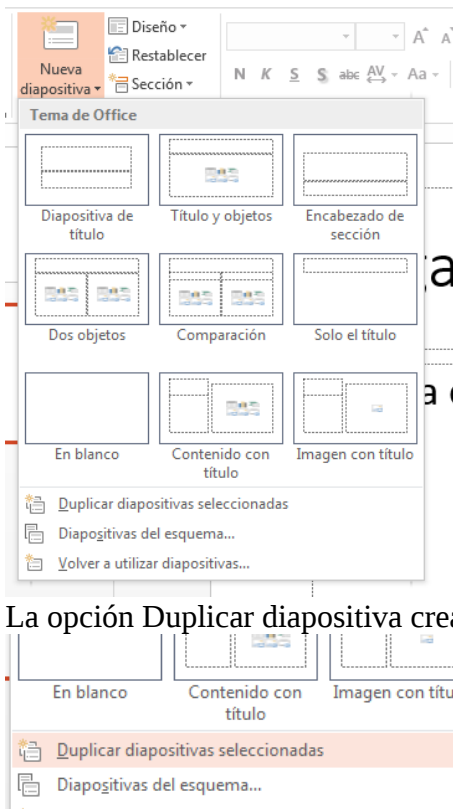 Diseño
Restablecer
Nueva
diapositiva
Sección
N K S S abc AV Aa
A A
Tema de Office
Diapositiva de
título
Título y objetos
Encabezado de
sección
Dos objetos
Comparación
Solo el título
En blanco
Contenido con
título
Imagen con título
Duplicar diapositivas seleccionadas
Diapositivas del esquema...
Volver a utilizar diapositivas...
a
a
La opción Duplicar diapositiva crea
En blanco
Contenido con
título
Imagen con títu
Duplicar diapositivas seleccionadas
Diapositivas del esquema...